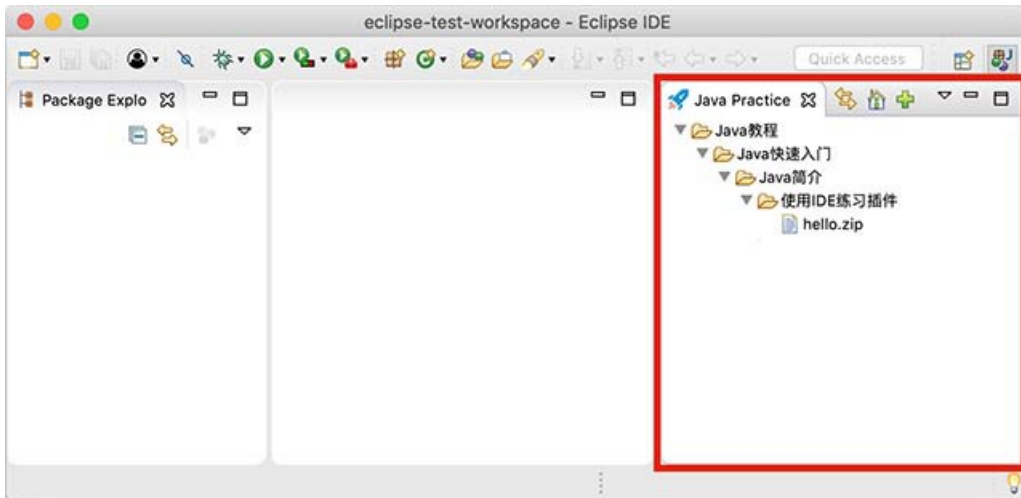 eclipse-test-workspace - Eclipse IDE
Quick Access
Package Explo
Java Practice
Java教程
Java快速入门
Java简介
使用IDE练习插件
hello.zip